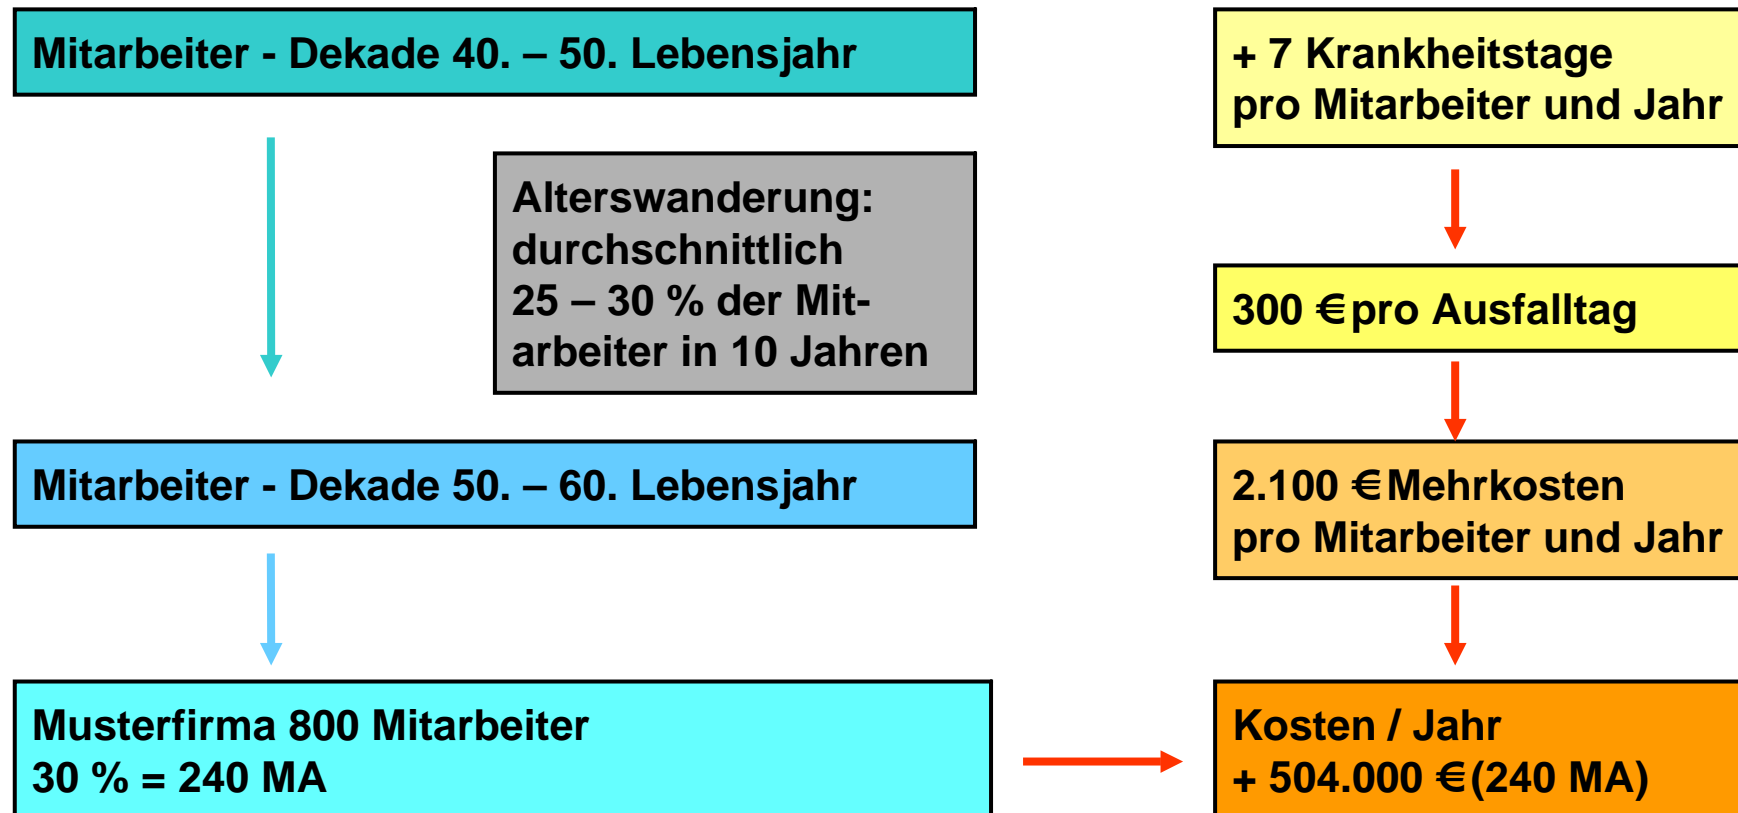 Mitarbeiter - Dekade 40. – 50. Lebensjahr
Alterswanderung:
durchschnittlich
25 – 30 % der Mit-
arbeiter in 10 Jahren
Mitarbeiter - Dekade 50. – 60. Lebensjahr
Musterfirma 800 Mitarbeiter
30 % = 240 MA
+ 7 Krankheitstage
pro Mitarbeiter und Jahr
300 € pro Ausfalltag
2.100 € Mehrkosten
pro Mitarbeiter und Jahr
Kosten / Jahr
+ 504.000 € (240 MA)